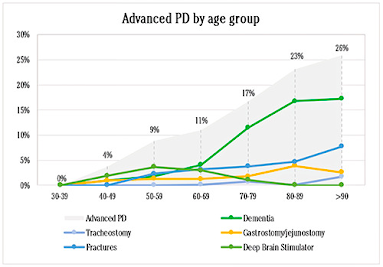 Advanced PD by age group
30%
26%
25%
23%
20%
17%
15%
11%
10%
9%
5%
4%
0%
0%
30-39 40-49 50-59 60-69 70-79 80-89 >90
Advanced PD Dementia
Tracheostomy Gastrostomy/jejunostomy
Fractures Deep Brain Stimulator